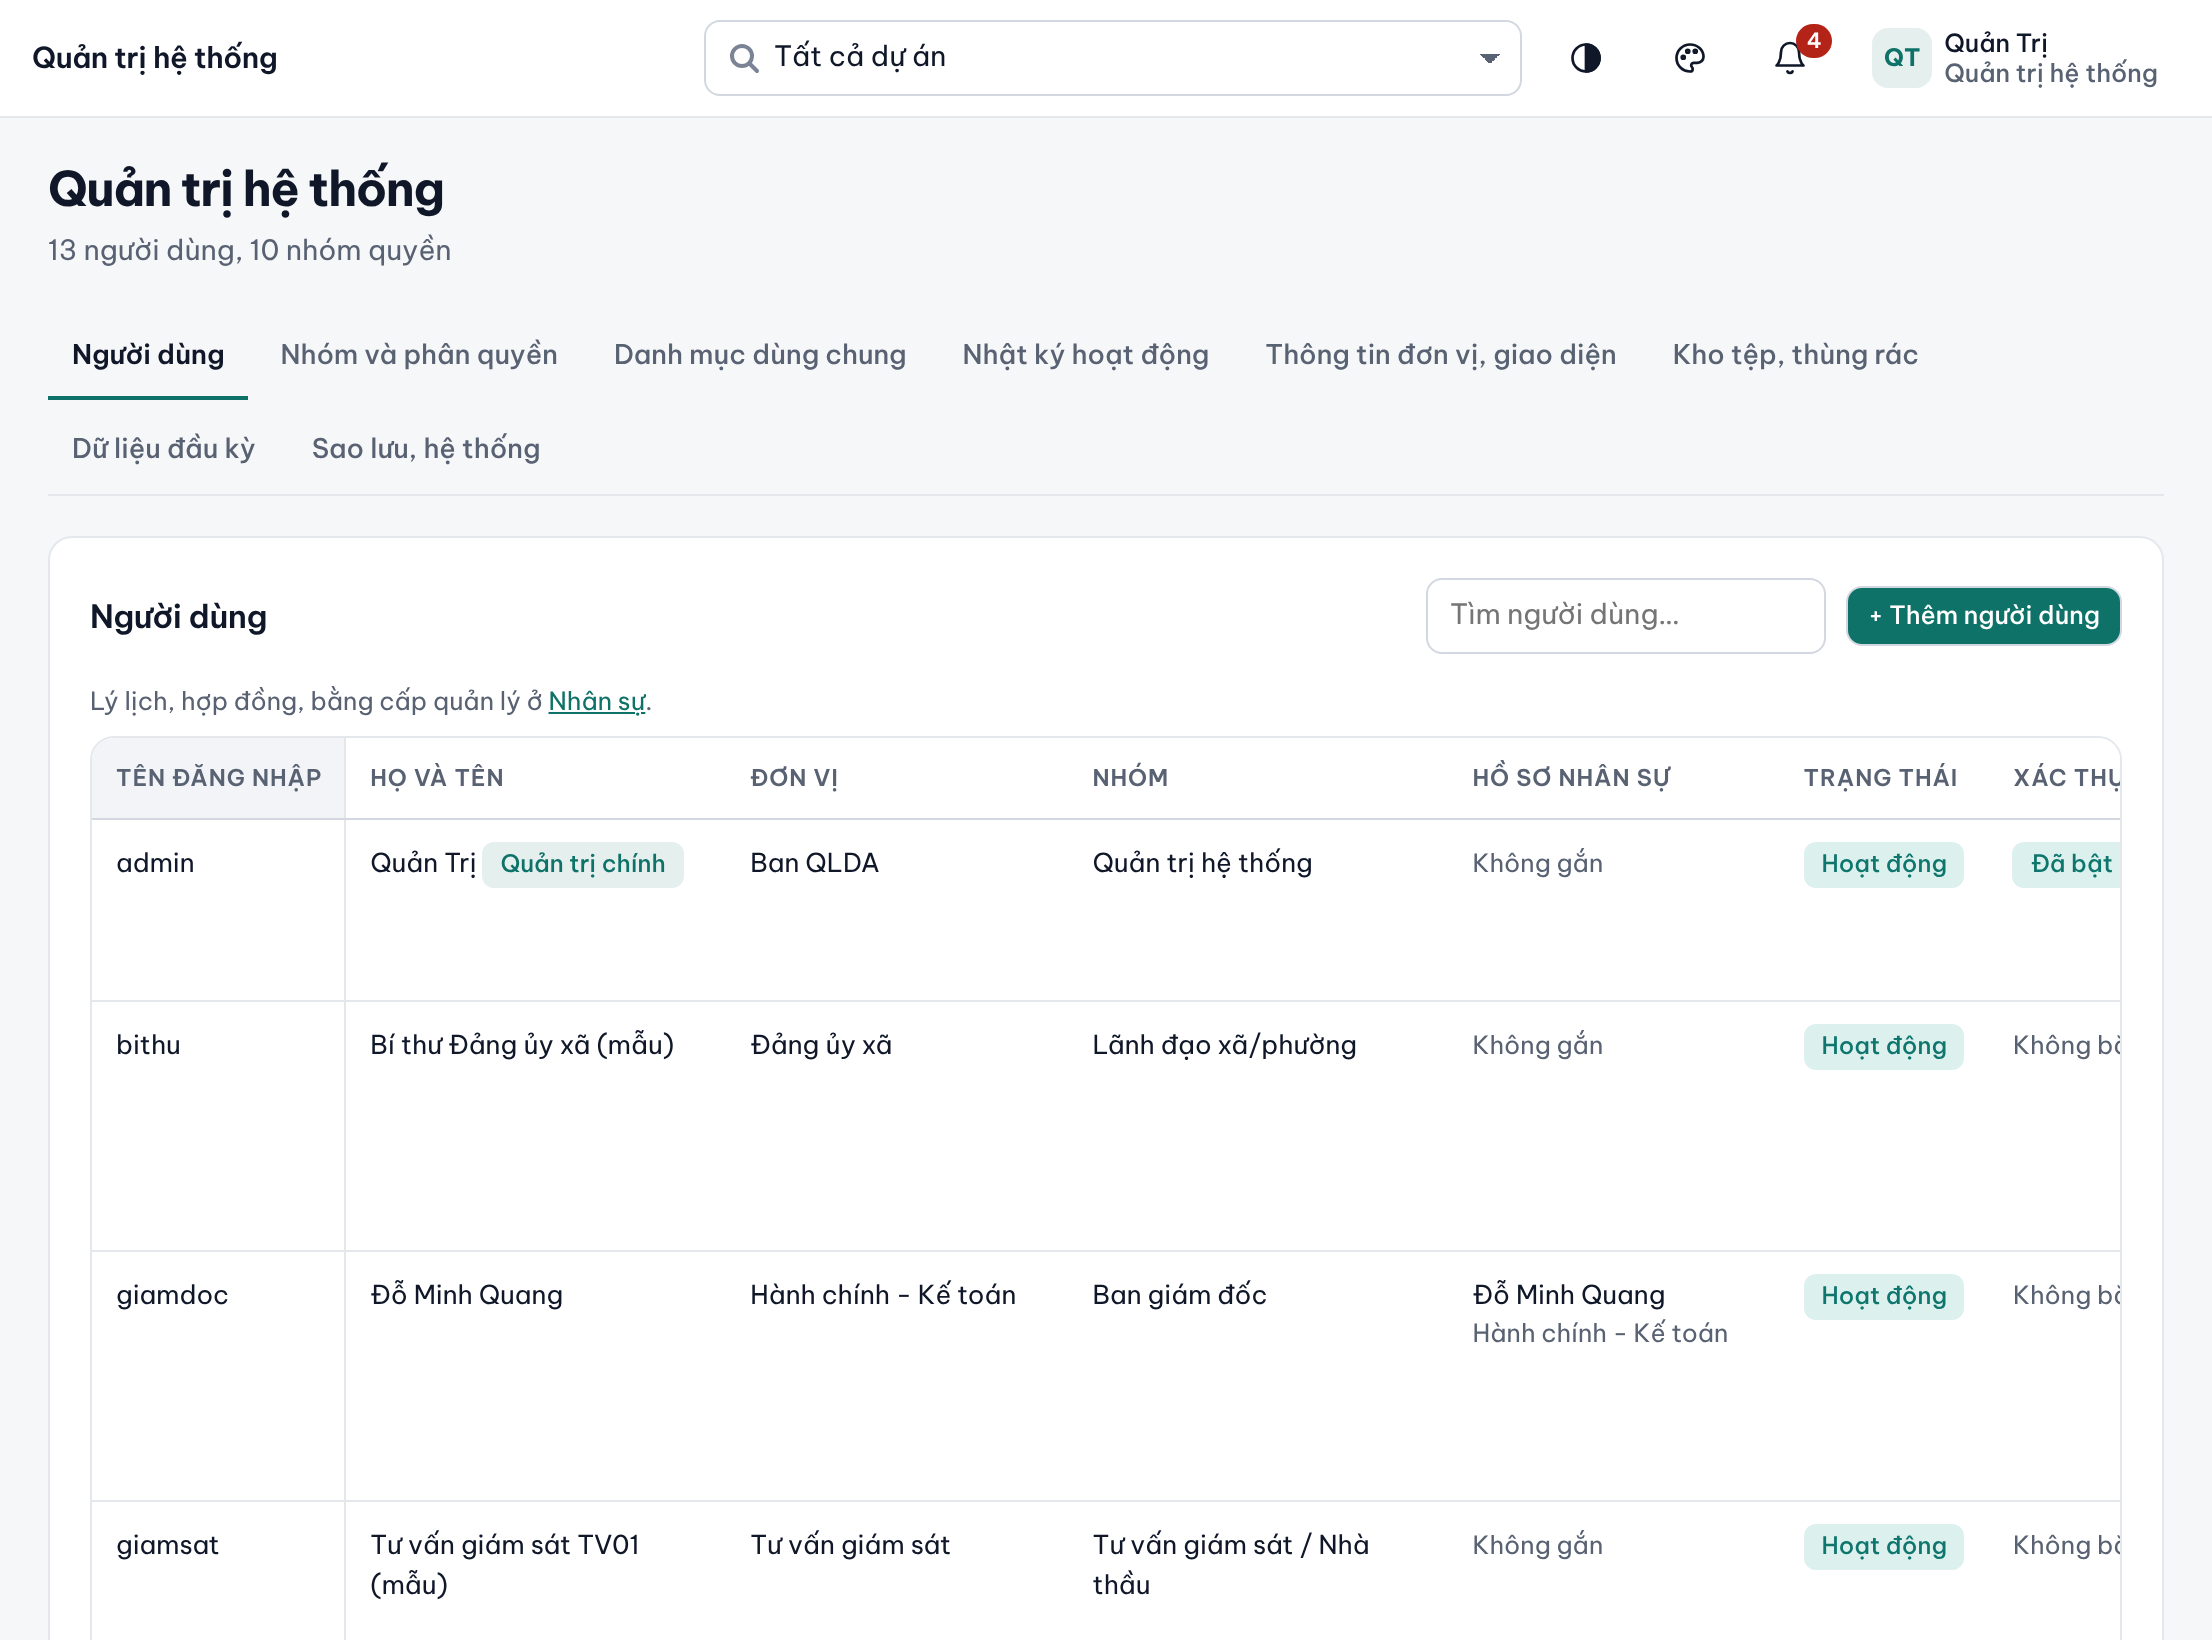 Quản trị hệ thống
Tất cả dự án
4
QT
Quản Trị
Quản trị hệ thống
Quản trị hệ thống
13 người dùng, 10 nhóm quyền
Người dùng Nhóm và phân quyền Danh mục dùng chung Nhật ký hoạt động Thông tin đơn vị, giao diện Kho tệp, thùng rác
Dữ liệu đầu kỳ Sao lưu, hệ thống
Người dùng
Tìm người dùng...
+ Thêm người dùng
Lý lịch, hợp đồng, bằng cấp quản lý ở Nhân sự.
TÊN ĐĂNG NHẬP HỌ VÀ TÊN ĐƠN VỊ NHÓM HỒ SƠ NHÂN SỰ TRẠNG THÁI XÁC
admin Quản Trị Quản trị chính Ban QLDA Quản trị hệ thống Không gắn Hoạt động Đã bật
bithu Bí thư Đảng ủy xã (mẫu) Đảng ủy xã Lãnh đạo xã/phường Không gắn Hoạt động Không
giamdoc Đỗ Minh Quang Hành chính - Kế toán Ban giám đốc Đỗ Minh Quang Hoạt động Không
Hành chính - Kế toán
giamsat Tư vấn giám sát TV01 Tư vấn giám sát Tư vấn giám sát / Nhà Không gắn Hoạt động Không
(mẫu) thầu